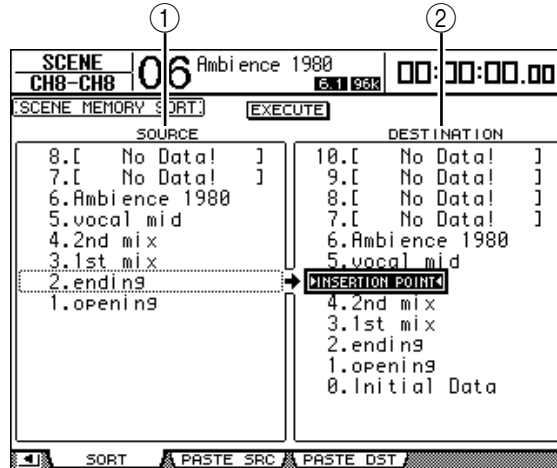 ① ②
SCENE
CH8-CH8
06 Ambience 1980
6.1 96k
00:00:00.00
SCENE MEMORY SORT
EXECUTE
SOURCE
8.[ No Data! ]
7.[ No Data! ]
6.Ambience 1980
5.vocal mid
4.2nd mix
3.1st mix
2.ending
1.opening
DESTINATION
10.[ No Data! ]
9.[ No Data! ]
8.[ No Data! ]
7.[ No Data! ]
6.Ambience 1980
5.vocal mid
INSERTION POINT
4.2nd mix
3.1st mix
2.ending
1.opening
0.Initial Data
SORT
PASTE SRC
PASTE DST